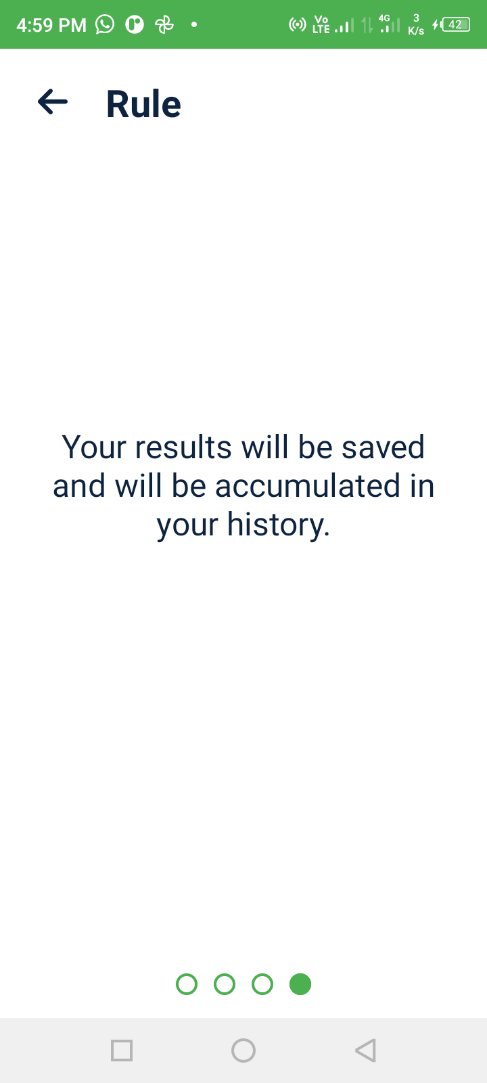 4:59 PM Vo LTE 4G 3 K/s 42
Rule
Your results will be saved
and will be accumulated in
your history.